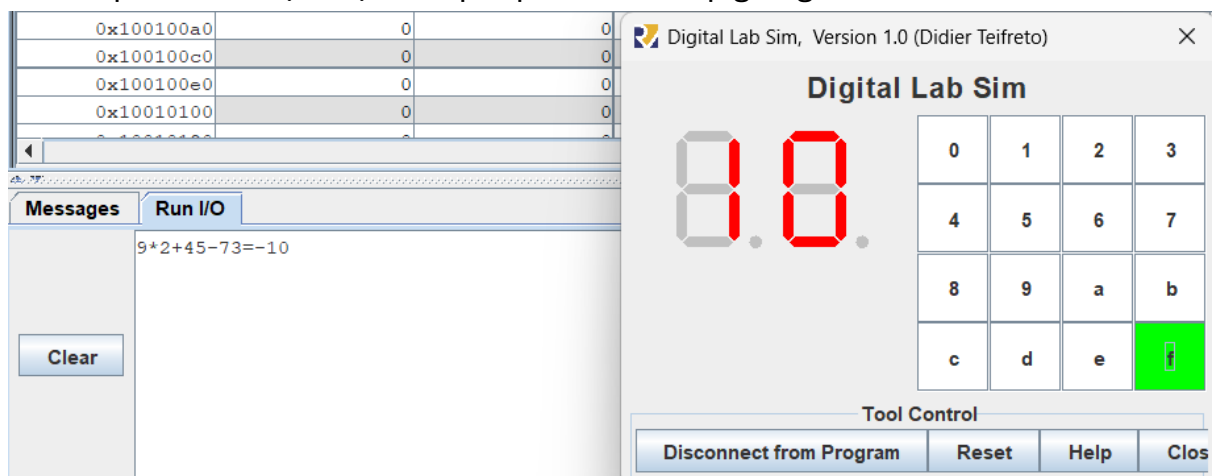 0x100100a0 0 0
0x100100c0 0 0
0x100100e0 0 0
0x10010100 0 0
Messages Run I/O
9*2+45-73=-10
Clear
Digital Lab Sim, Version 1.0 (Didier Teifreto)
Digital Lab Sim
10
0 1 2 3
4 5 6 7
8 9 a b
c d e f
Tool Control
Disconnect from Program Reset Help Clos